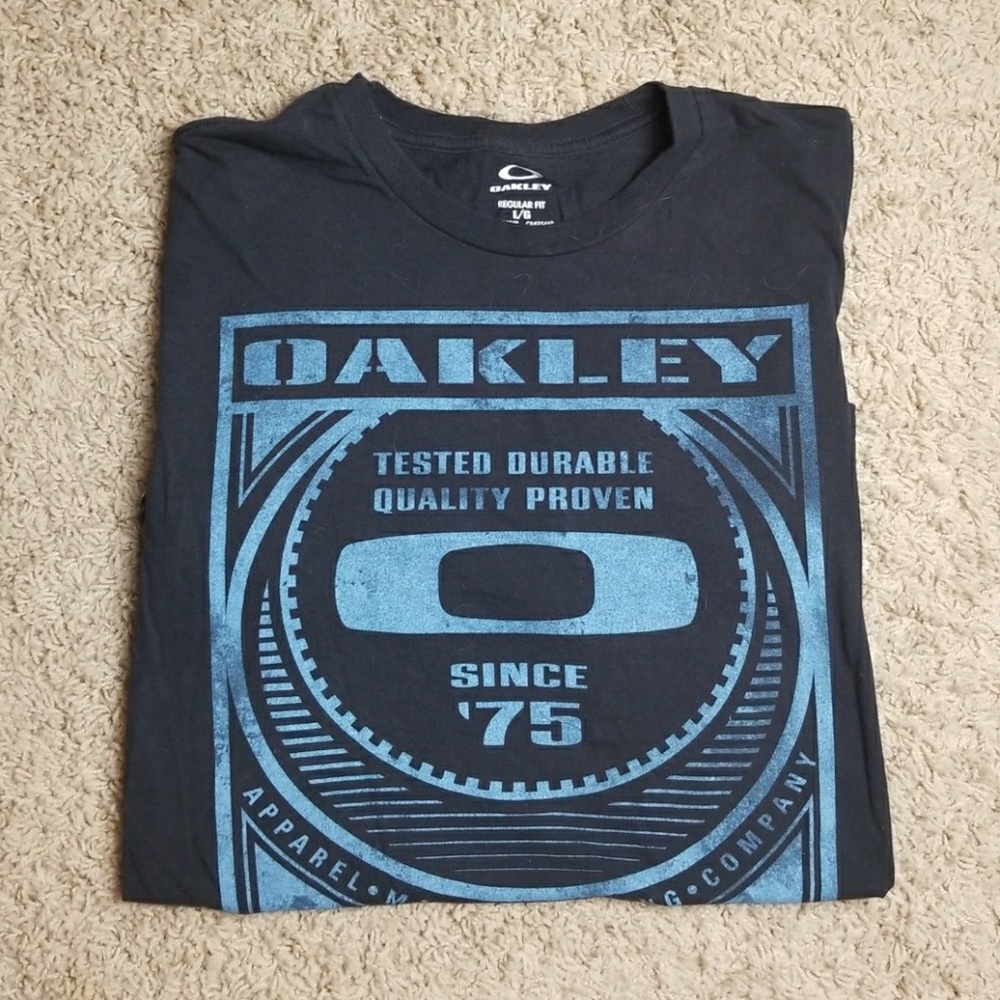 OAKLEY
REGULAR FIT
L/G
OAKLEY
TESTED DURABLE
QUALITY PROVEN
SINCE
'75
APPAREL • • COMPANY